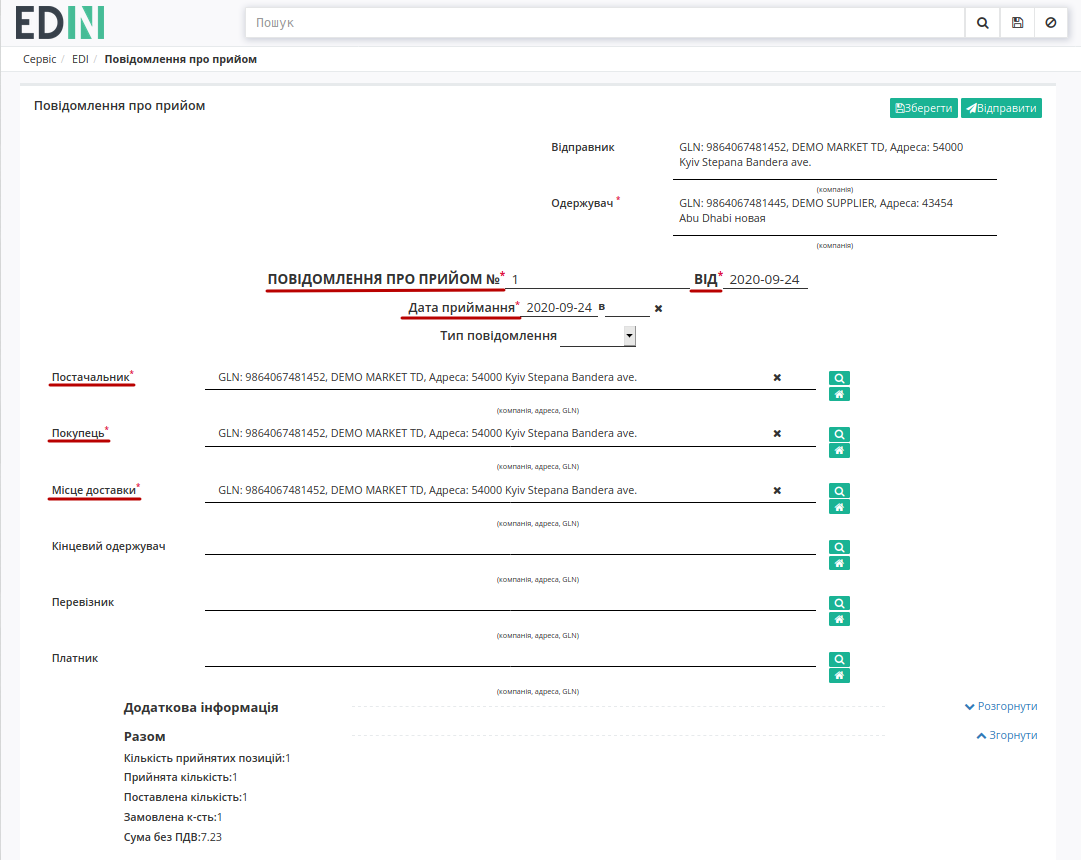 EDIN
Пошук
Сервіс / EDI / Повідомлення про прийом
Повідомлення про прийом
Зберегти Відправити
Відправник GLN: 9864067481452, DEMO MARKET TD, Адреса: 54000
Kyiv Stepana Bandera ave.
(компанія)
Одержувач * GLN: 9864067481445, DEMO SUPPLIER, Адреса: 43454
Abu Dhabi новая
(компанія)
ПОВІДОМЛЕННЯ ПРО ПРИЙОМ №* 1 ВІД* 2020-09-24
Дата приймання* 2020-09-24 в
Тип повідомлення
Постачальник* GLN: 9864067481452, DEMO MARKET TD, Адреса: 54000 Kyiv Stepana Bandera ave.
(компанія, адреса, GLN)
Покупець* GLN: 9864067481452, DEMO MARKET TD, Адреса: 54000 Kyiv Stepana Bandera ave.
(компанія, адреса, GLN)
Місце доставки* GLN: 9864067481452, DEMO MARKET TD, Адреса: 54000 Kyiv Stepana Bandera ave.
(компанія, адреса, GLN)
Кінцевий одержувач
(компанія, адреса, GLN)
Перевізник
(компанія, адреса, GLN)
Платник
(компанія, адреса, GLN)
Додаткова інформація Розгорнути
Разом Згорнути
Кількість прийнятих позицій:1
Прийнята кількість:1
Поставлена кількість:1
Замовлена к-сть:1
Сума без ПДВ:7.23